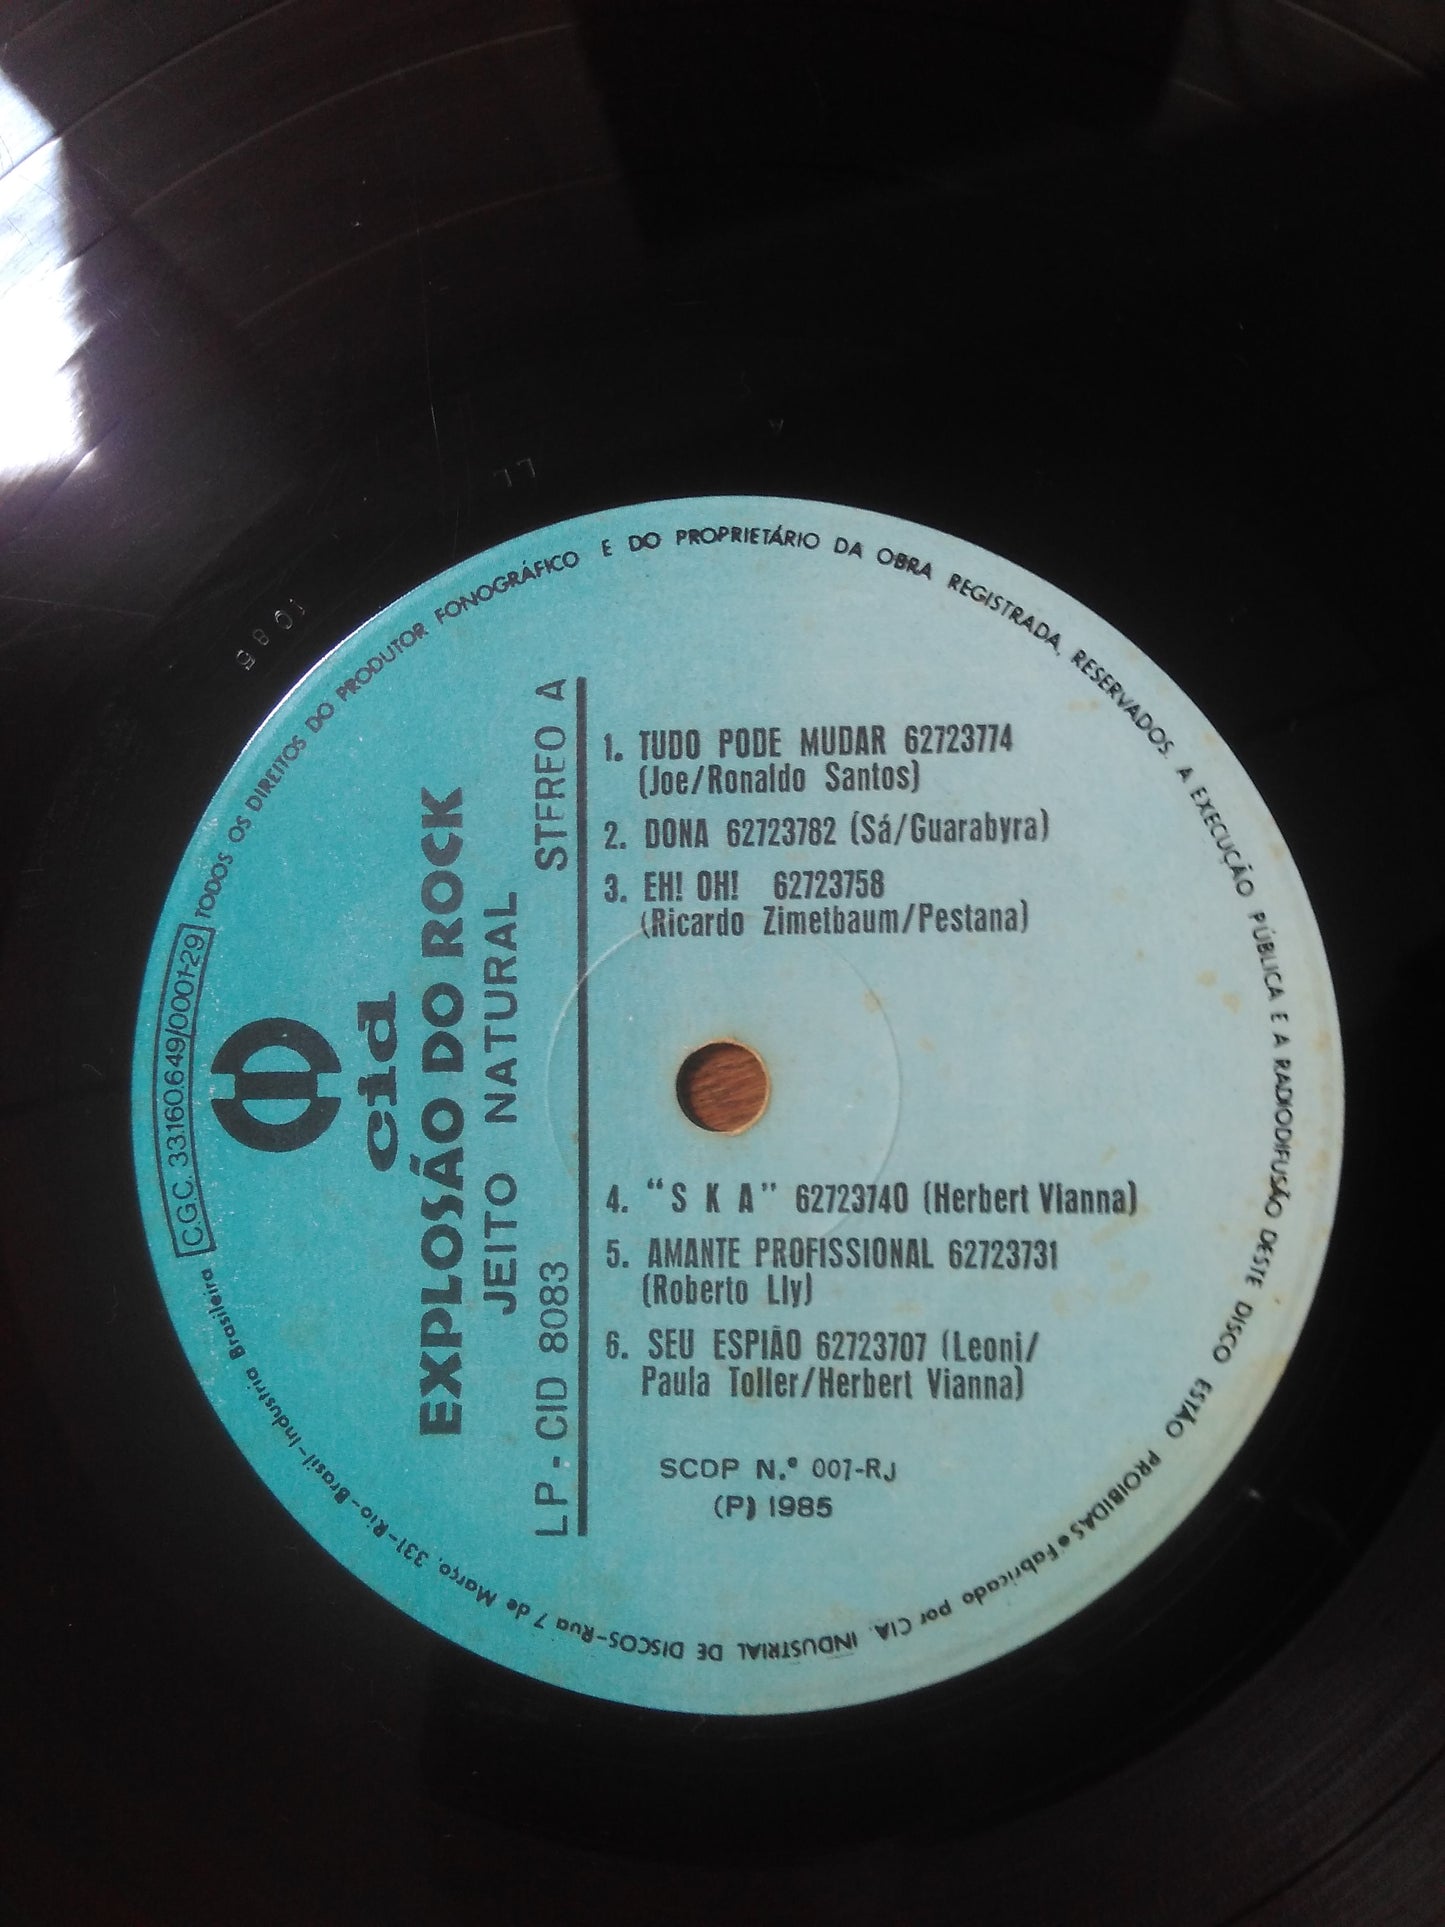 C.G.C. 33.160.649/0001-29
TODOS OS DIREITOS DO PRODUTOR FONOGRÁFICO E DO PROPRIETÁRIO DA OBRA REGISTRADA, RESERVADOS. A EXECUÇÃO PÚBLICA E A RADIODIFUSÃO DESTE DISCO ESTÃO PROIBIDAS • Fabricado por CIA. INDUSTRIAL DE DISCOS-Rua 7 de Março, 331-Rio-Brasil-Industria Brasileira
cid
EXPLOSÃO DO ROCK
JEITO NATURAL
LP - CID 8083 STEREO A
1. TUDO PODE MUDAR 62723774
(Joe/Ronaldo Santos)
2. DONA 62723782 (Sá/Guarabyra)
3. EH! OH! 62723758
(Ricardo Zimetbaum/Pestana)
4. "S K A" 62723740 (Herbert Vianna)
5. AMANTE PROFISSIONAL 62723731
(Roberto Lly)
6. SEU ESPIÃO 62723707 (Leoni/
Paula Toller/Herbert Vianna)
SCDP N.º 007-RJ
(P) 1985